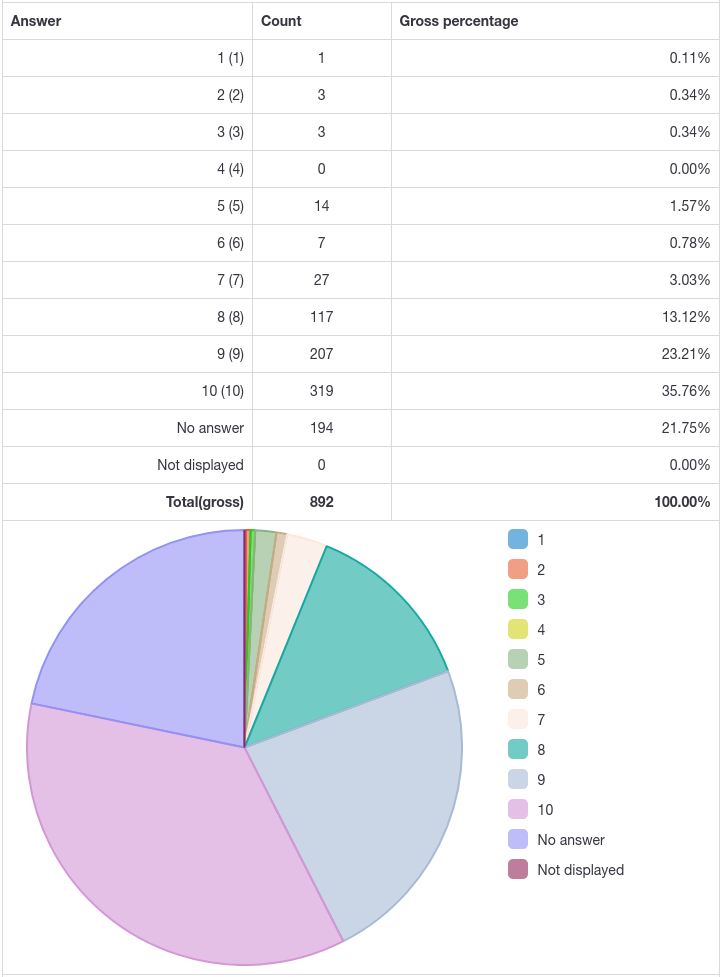 Answer Count Gross percentage
1 (1) 1 0.11%
2 (2) 3 0.34%
3 (3) 3 0.34%
4 (4) 0 0.00%
5 (5) 14 1.57%
6 (6) 7 0.78%
7 (7) 27 3.03%
8 (8) 117 13.12%
9 (9) 207 23.21%
10 (10) 319 35.76%
No answer 194 21.75%
Not displayed 0 0.00%
Total(gross) 892 100.00%
1
2
3
4
5
6
7
8
9
10
No answer
Not displayed